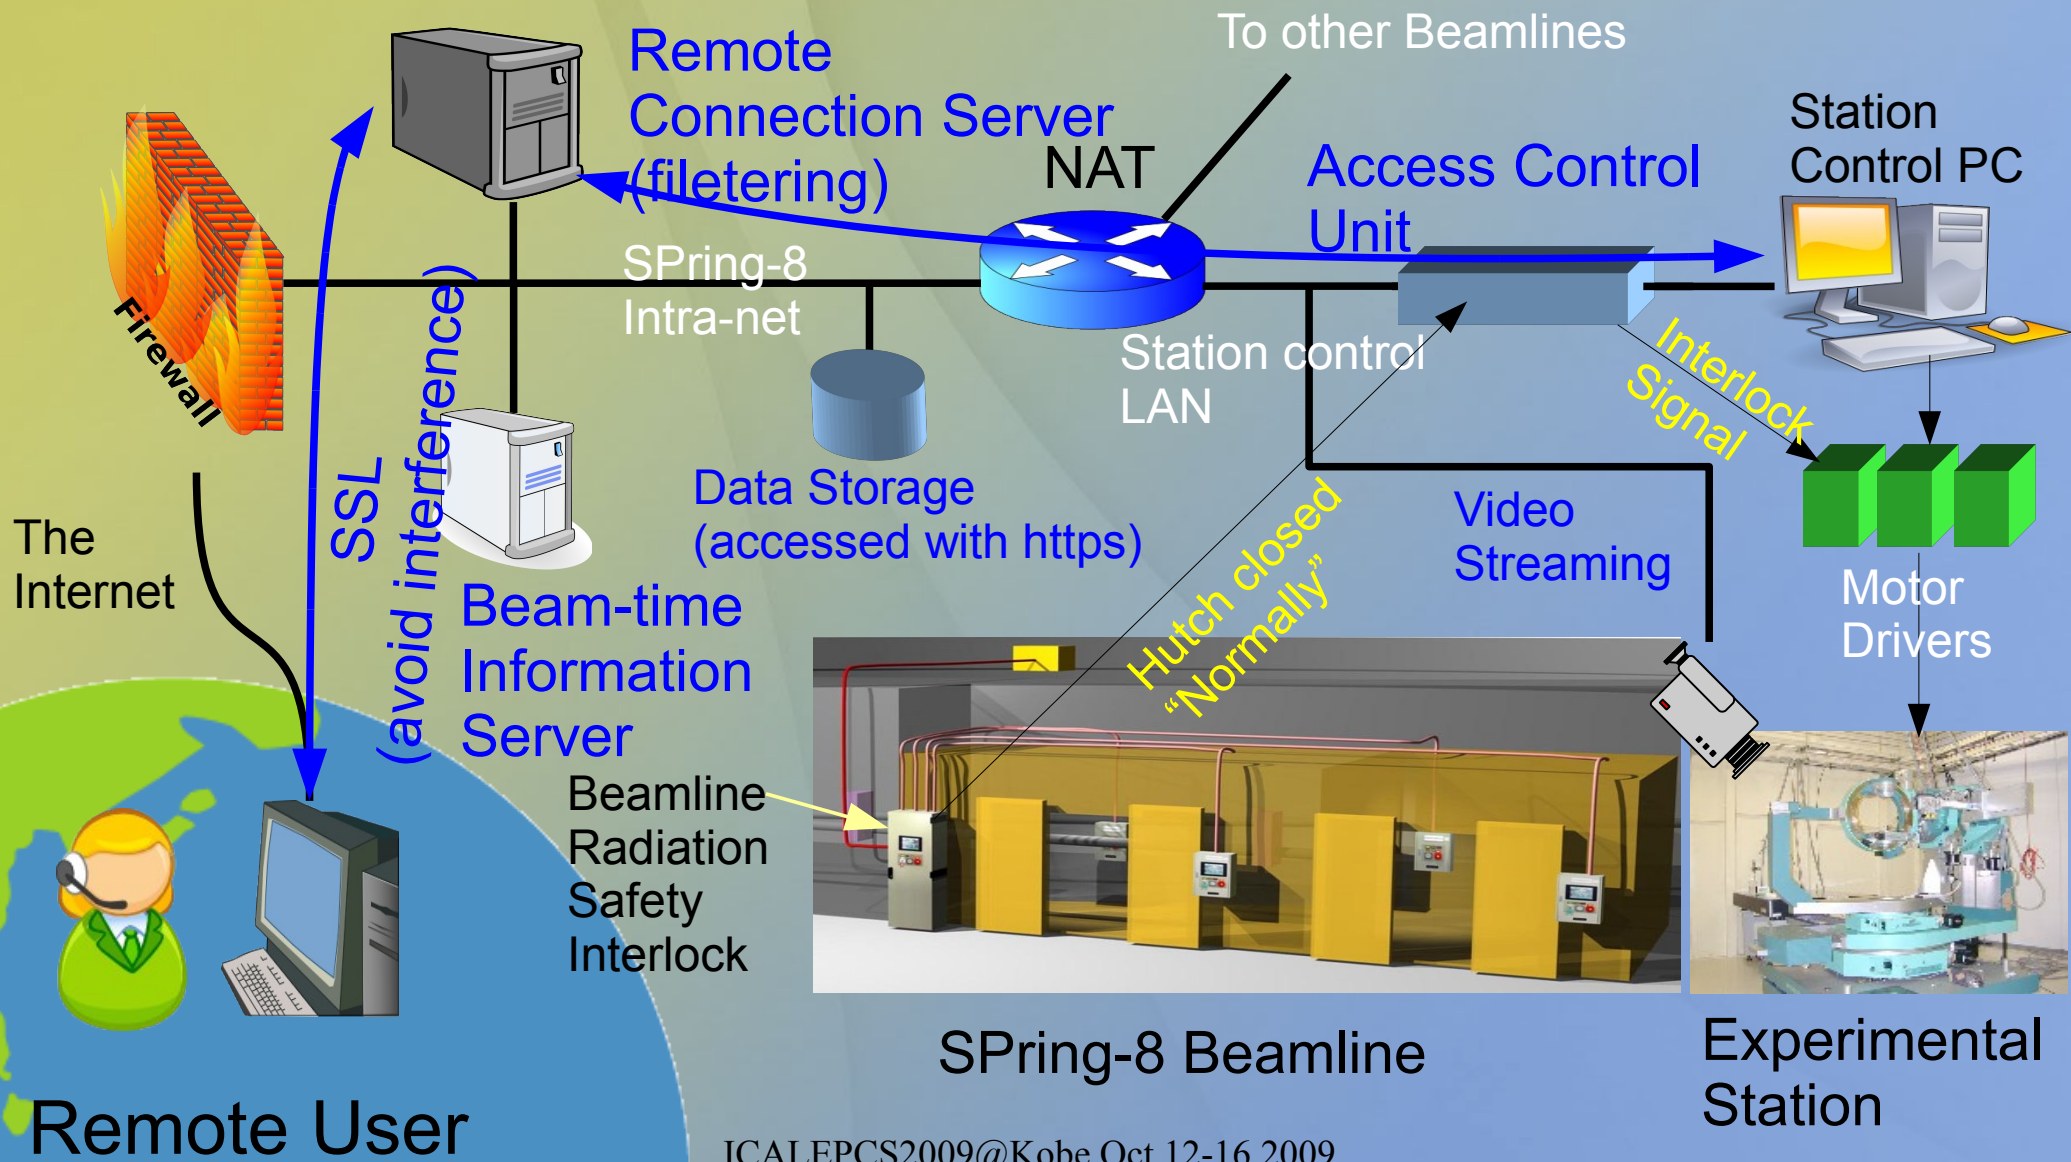 To other Beamlines
Remote
Connection Server
(filetering)
NAT
Access Control
Unit
Station
Control PC
SPring-8
Intra-net
Firewall
Station control
LAN
Interlock
Signal
SSL
(avoid interference)
Data Storage
(accessed with https)
Hutch closed
“Normally”
Video
Streaming
The
Internet
Motor
Drivers
Beam-time
Information
Server
Beamline
Radiation
Safety
Interlock
SPring-8 Beamline
Experimental
Station
Remote User
ICALEPCS2009@Kobe Oct 12-16 2009